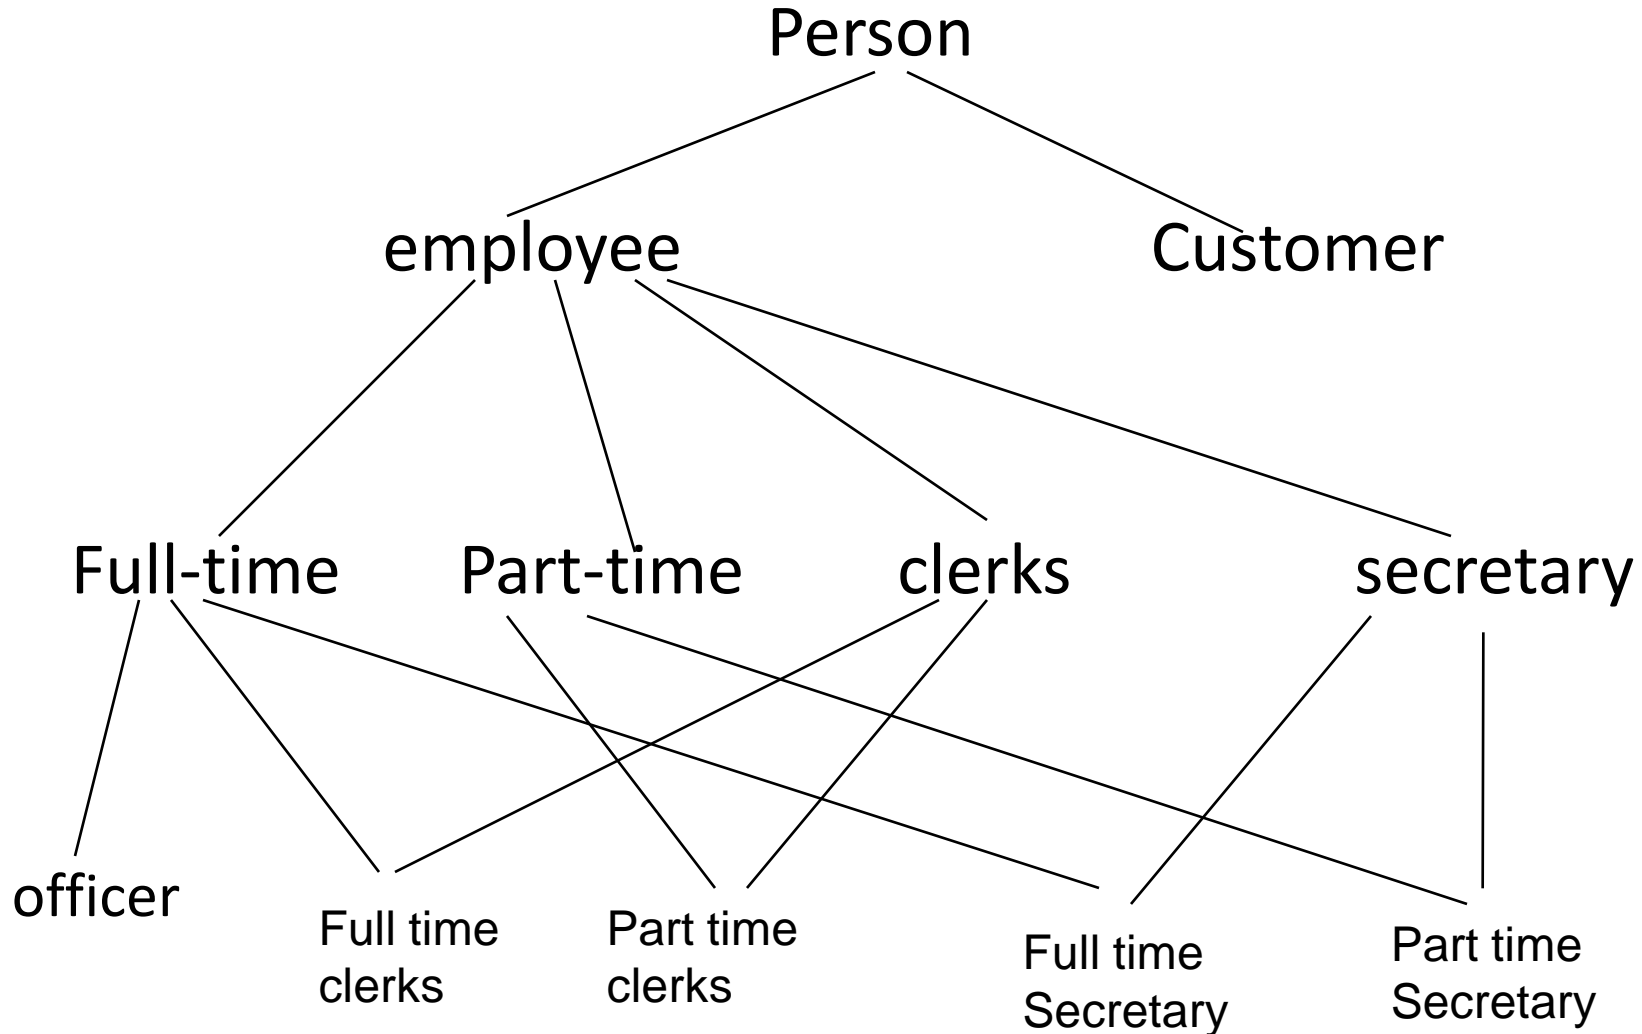 Person
employee
Customer
Full-time
Part-time
clerks
secretary
officer
Full time
clerks
Part time
clerks
Full time
Secretary
Part time
Secretary